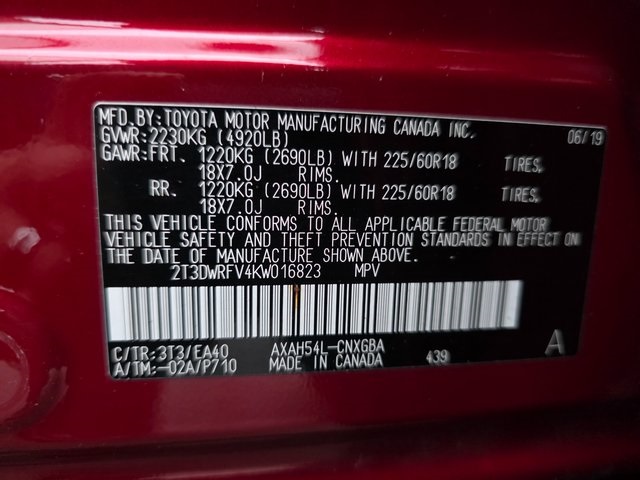 MFD.BY:TOYOTA MOTOR MANUFACTURING CANADA INC.
GVWR:2230KG (4920LB) 06/19
GAWR:FRT. 1220KG (2690LB) WITH 225/60R18 TIRES.
18X7.0J RIMS.
RR. 1220KG (2690LB) WITH 225/60R18 TIRES.
18X7.0J RIMS.
THIS VEHICLE CONFORMS TO ALL APPLICABLE FEDERAL MOTOR
VEHICLE SAFETY AND THEFT PREVENTION STANDARDS IN EFFECT ON
THE DATE OF MANUFACTURE SHOWN ABOVE.
2T3DWRFV4KW016823 MPV
C/TR:3T3/EA40 AXAH54L-CNXGBA A
A/TM:-02A/P710 MADE IN CANADA 439